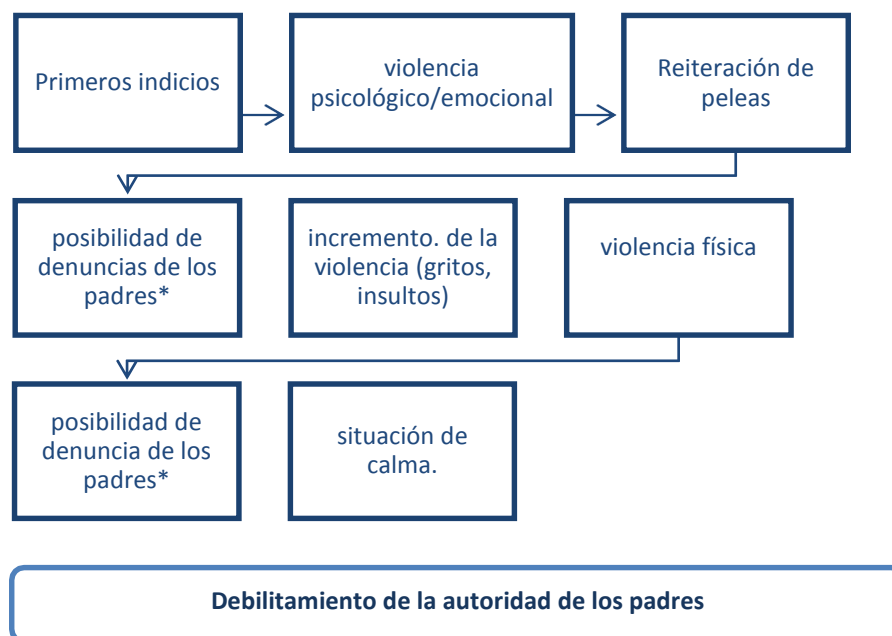 Primeros indicios
violencia
psicológico/emocional
Reiteración de
peleas
posibilidad de
denuncias de los
padres*
incremento. de la
violencia (gritos,
insultos)
violencia física
posibilidad de
denuncia de los
padres*
situación de
calma.
Debilitamiento de la autoridad de los padres